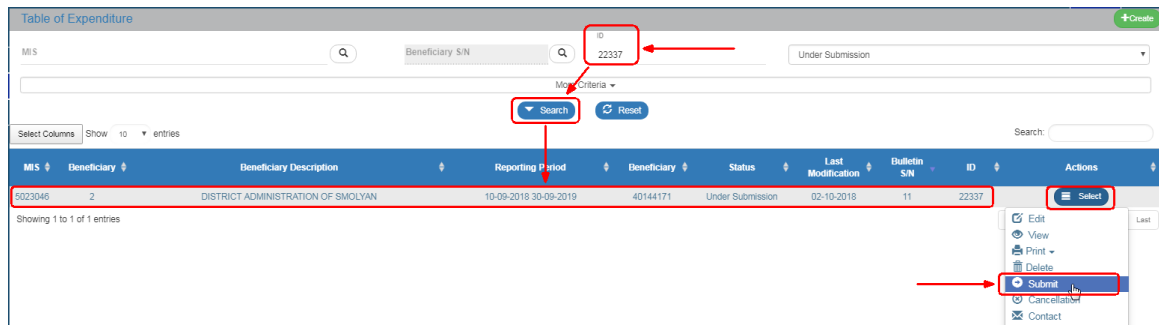 Table of Expenditure
+Create
ID
MIS
Beneficiary S/N
22337
Under Submission
More Criteria
Search
Reset
Select Columns Show 10 entries
Search:
MIS Beneficiary Beneficiary Description Reporting Period Beneficiary Status Last Modification Bulletin S/N ID Actions
5023046 2 DISTRICT ADMINISTRATION OF SMOLYAN 10-09-2018 30-09-2019 40144171 Under Submission 02-10-2018 11 22337 Select
Showing 1 to 1 of 1 entries
Last
Edit
View
Print
Delete
Submit
Cancellation
Contact